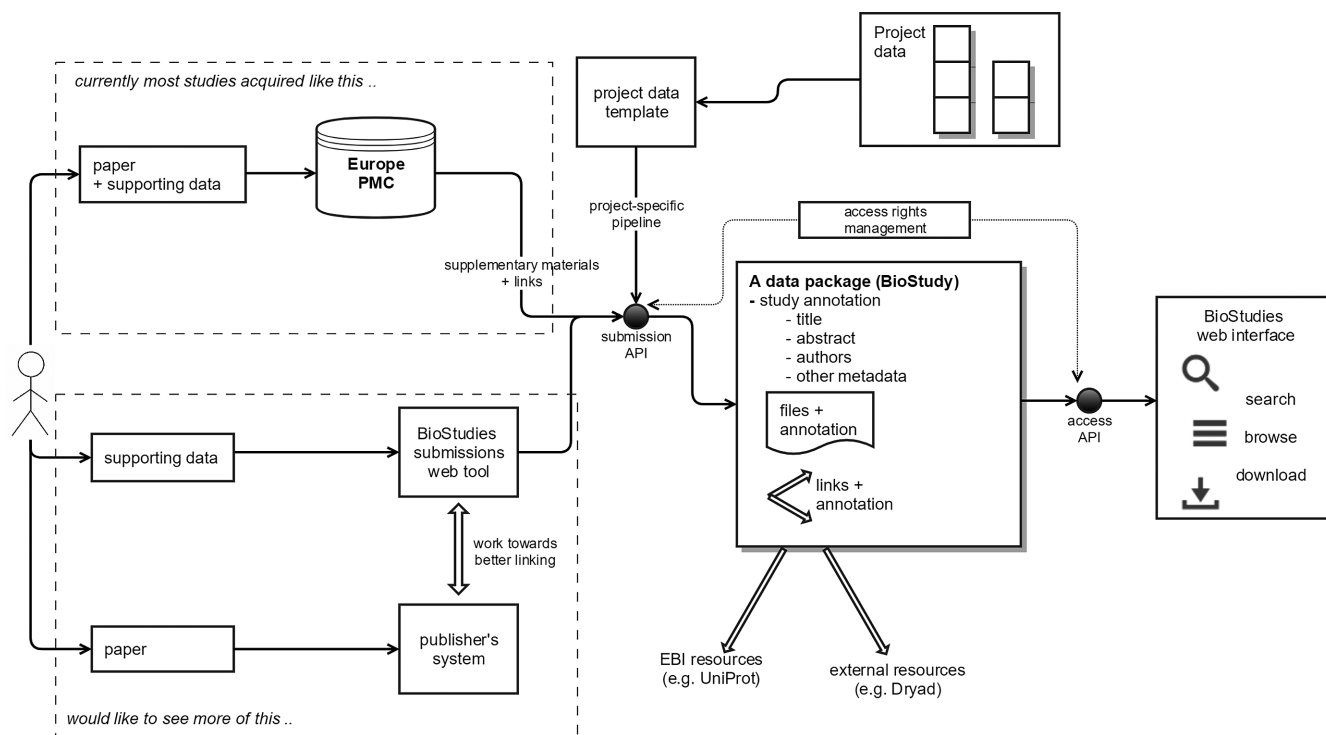 currently most studies acquired like this ..
paper
+ supporting data
Europe
PMC
supplementary materials
+ links
project data
template
Project
data
project-specific
pipeline
access rights
management
submission
API
A data package (BioStudy)
- study annotation
- title
- abstract
- authors
- other metadata
files +
annotation
links +
annotation
access
API
BioStudies
web interface
search
browse
download
supporting data
BioStudies
submissions
web tool
work towards
better linking
paper
publisher's
system
would like to see more of this ..
EBI resources
(e.g. UniProt)
external resources
(e.g. Dryad)